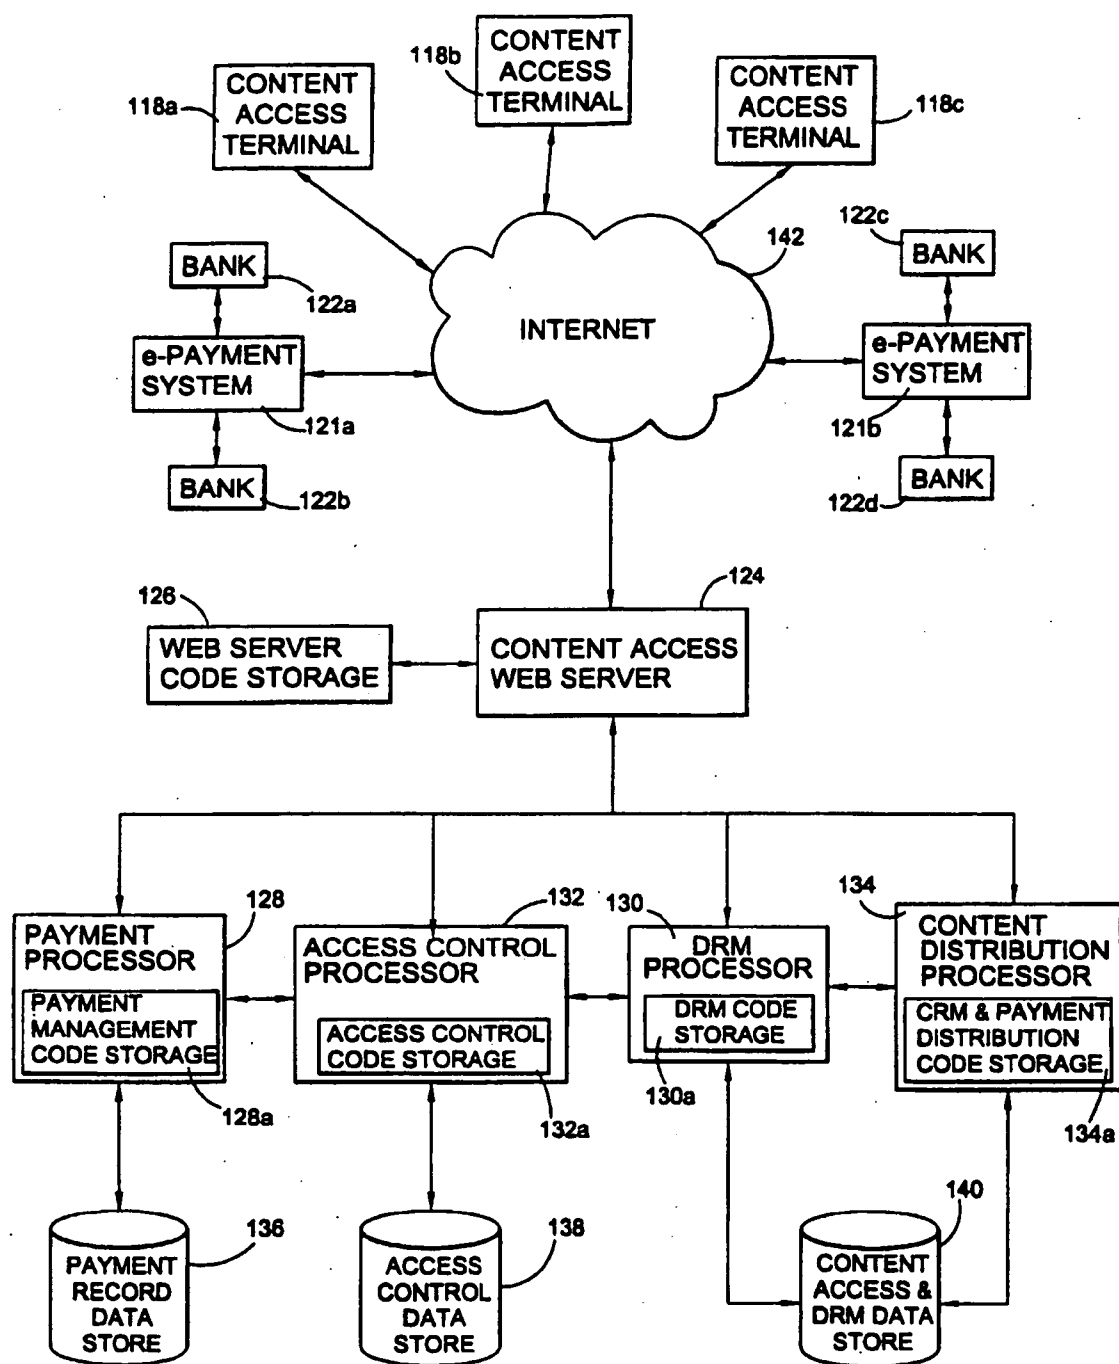 118a
CONTENT
ACCESS
TERMINAL
118b
CONTENT
ACCESS
TERMINAL
CONTENT
ACCESS
TERMINAL
118c
BANK
122a
e-PAYMENT
SYSTEM
121a
BANK
122b
INTERNET
142
122c
BANK
e-PAYMENT
SYSTEM
121b
BANK
122d
126
WEB SERVER
CODE STORAGE
124
CONTENT ACCESS
WEB SERVER
128
PAYMENT
PROCESSOR
PAYMENT
MANAGEMENT
CODE STORAGE
128a
132
ACCESS CONTROL
PROCESSOR
ACCESS CONTROL
CODE STORAGE
132a
130
DRM
PROCESSOR
DRM CODE
STORAGE
130a
134
CONTENT
DISTRIBUTION
PROCESSOR
CRM & PAYMENT
DISTRIBUTION
CODE STORAGE
134a
136
PAYMENT
RECORD
DATA
STORE
138
ACCESS
CONTROL
DATA
STORE
140
CONTENT
ACCESS &
DRM DATA
STORE